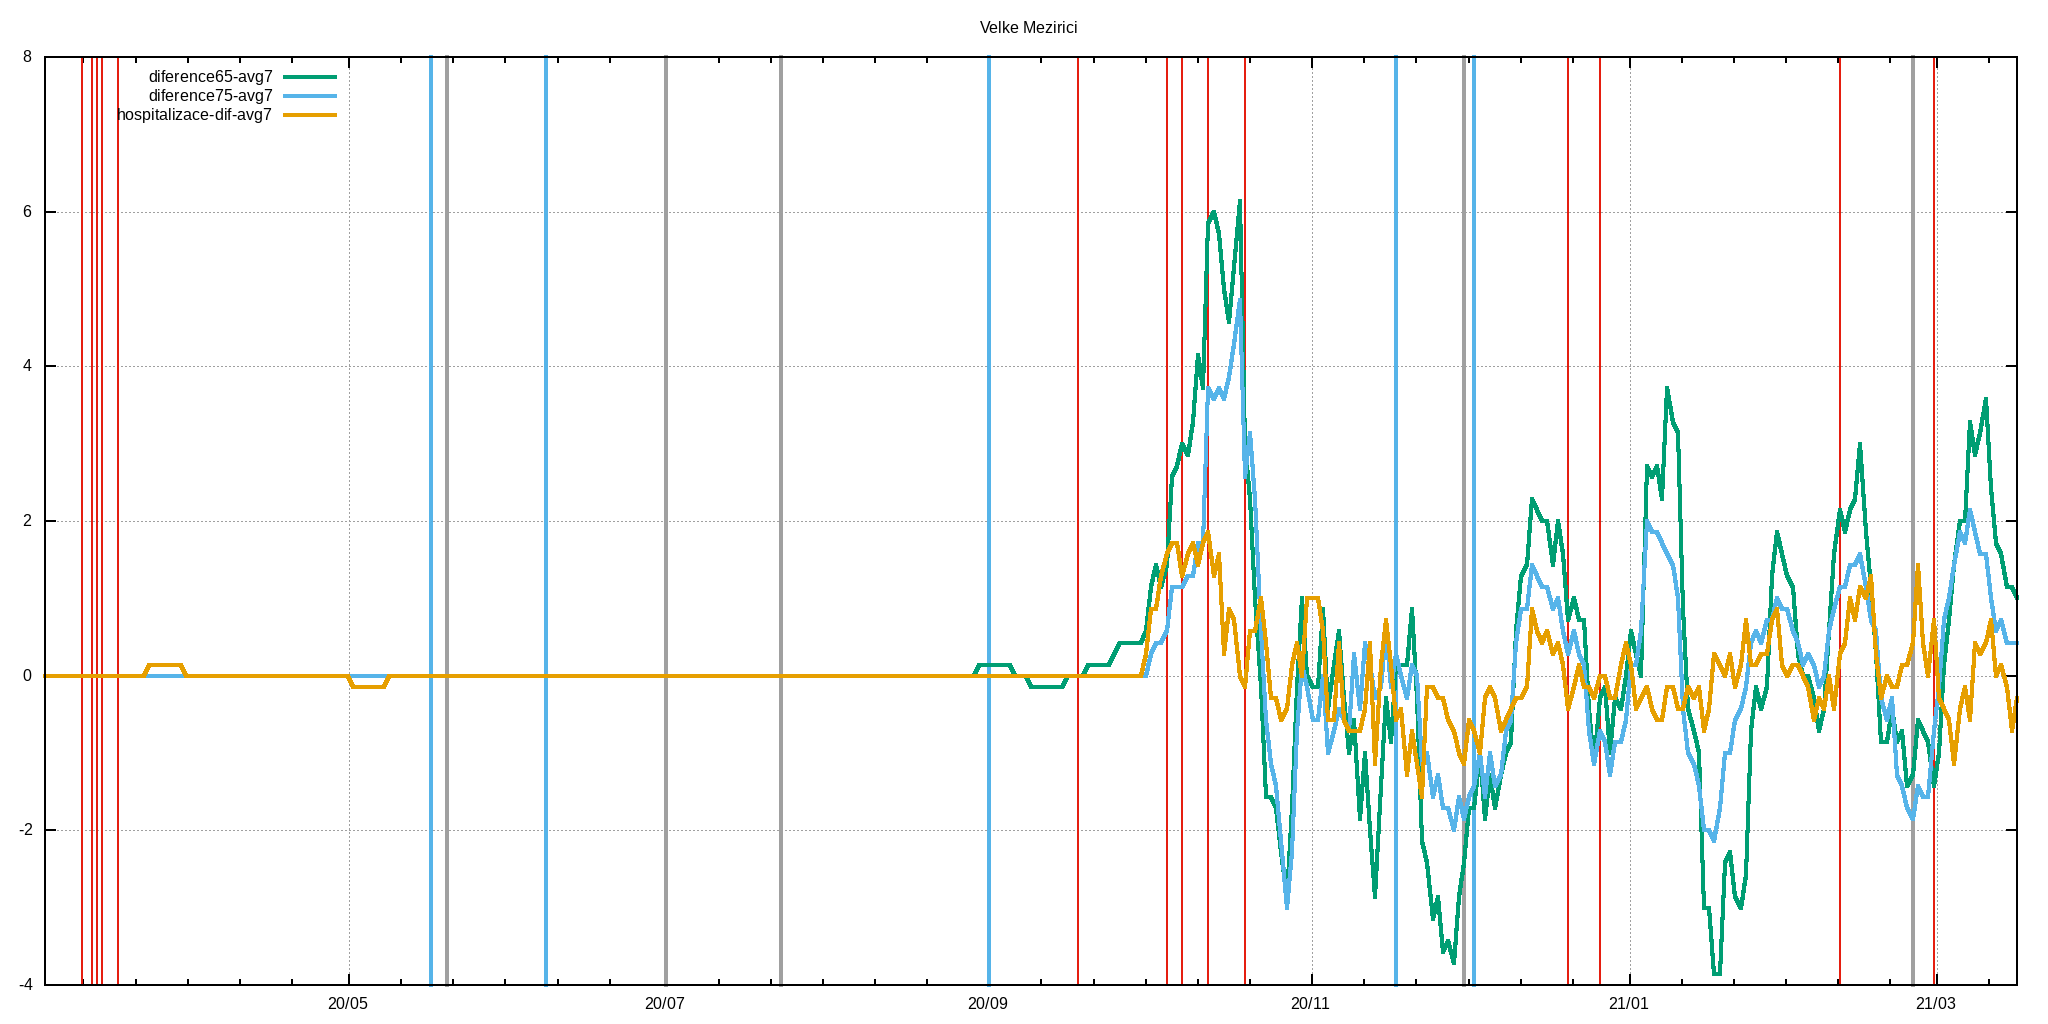 Velke Mezirici
8
diference65-avg7
diference75-avg7
hospitalizace-dif-avg7
6
4
2
0
-2
-4
20/05 20/07 20/09 20/11 21/01 21/03